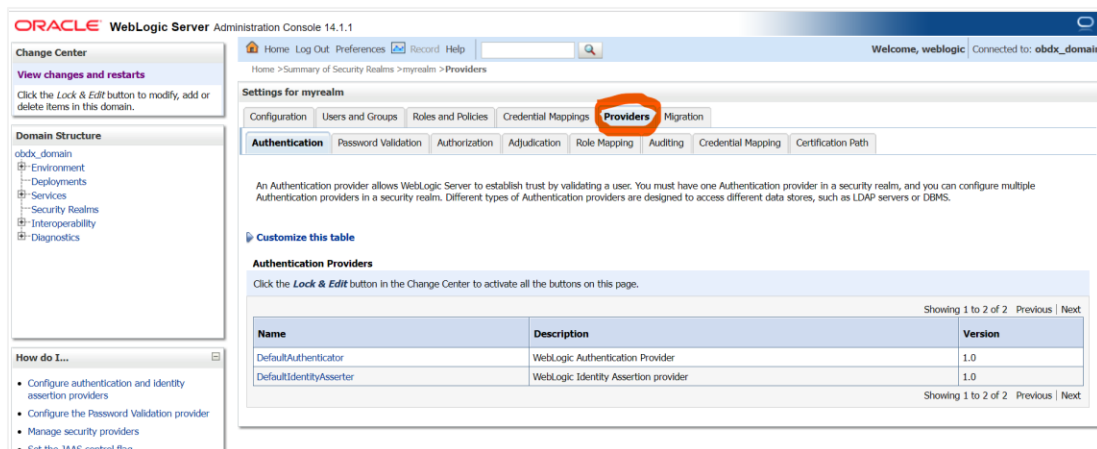 ORACLE WebLogic Server Administration Console 14.1.1
Change Center
View changes and restarts
Click the Lock & Edit button to modify, add or
delete items in this domain.
Domain Structure
obdx_domain
Environment
Deployments
Services
Security Realms
Interoperability
Diagnostics
How do I...
Configure authentication and identity
assertion providers
Configure the Password Validation provider
Manage security providers
Set the JAAS control flag
Home Log Out Preferences Record Help
Welcome, weblogic Connected to: obdx_domain
Home >Summary of Security Realms >myrealm >Providers
Settings for myrealm
Configuration Users and Groups Roles and Policies Credential Mappings Providers Migration
Authentication Password Validation Authorization Adjudication Role Mapping Auditing Credential Mapping Certification Path
An Authentication provider allows WebLogic Server to establish trust by validating a user. You must have one Authentication provider in a security realm, and you can configure multiple
Authentication providers in a security realm. Different types of Authentication providers are designed to access different data stores, such as LDAP servers or DBMS.
Customize this table
Authentication Providers
Click the Lock & Edit button in the Change Center to activate all the buttons on this page.
Showing 1 to 2 of 2 Previous | Next
Name Description Version
DefaultAuthenticator WebLogic Authentication Provider 1.0
DefaultIdentityAsserter WebLogic Identity Assertion provider 1.0
Showing 1 to 2 of 2 Previous | Next